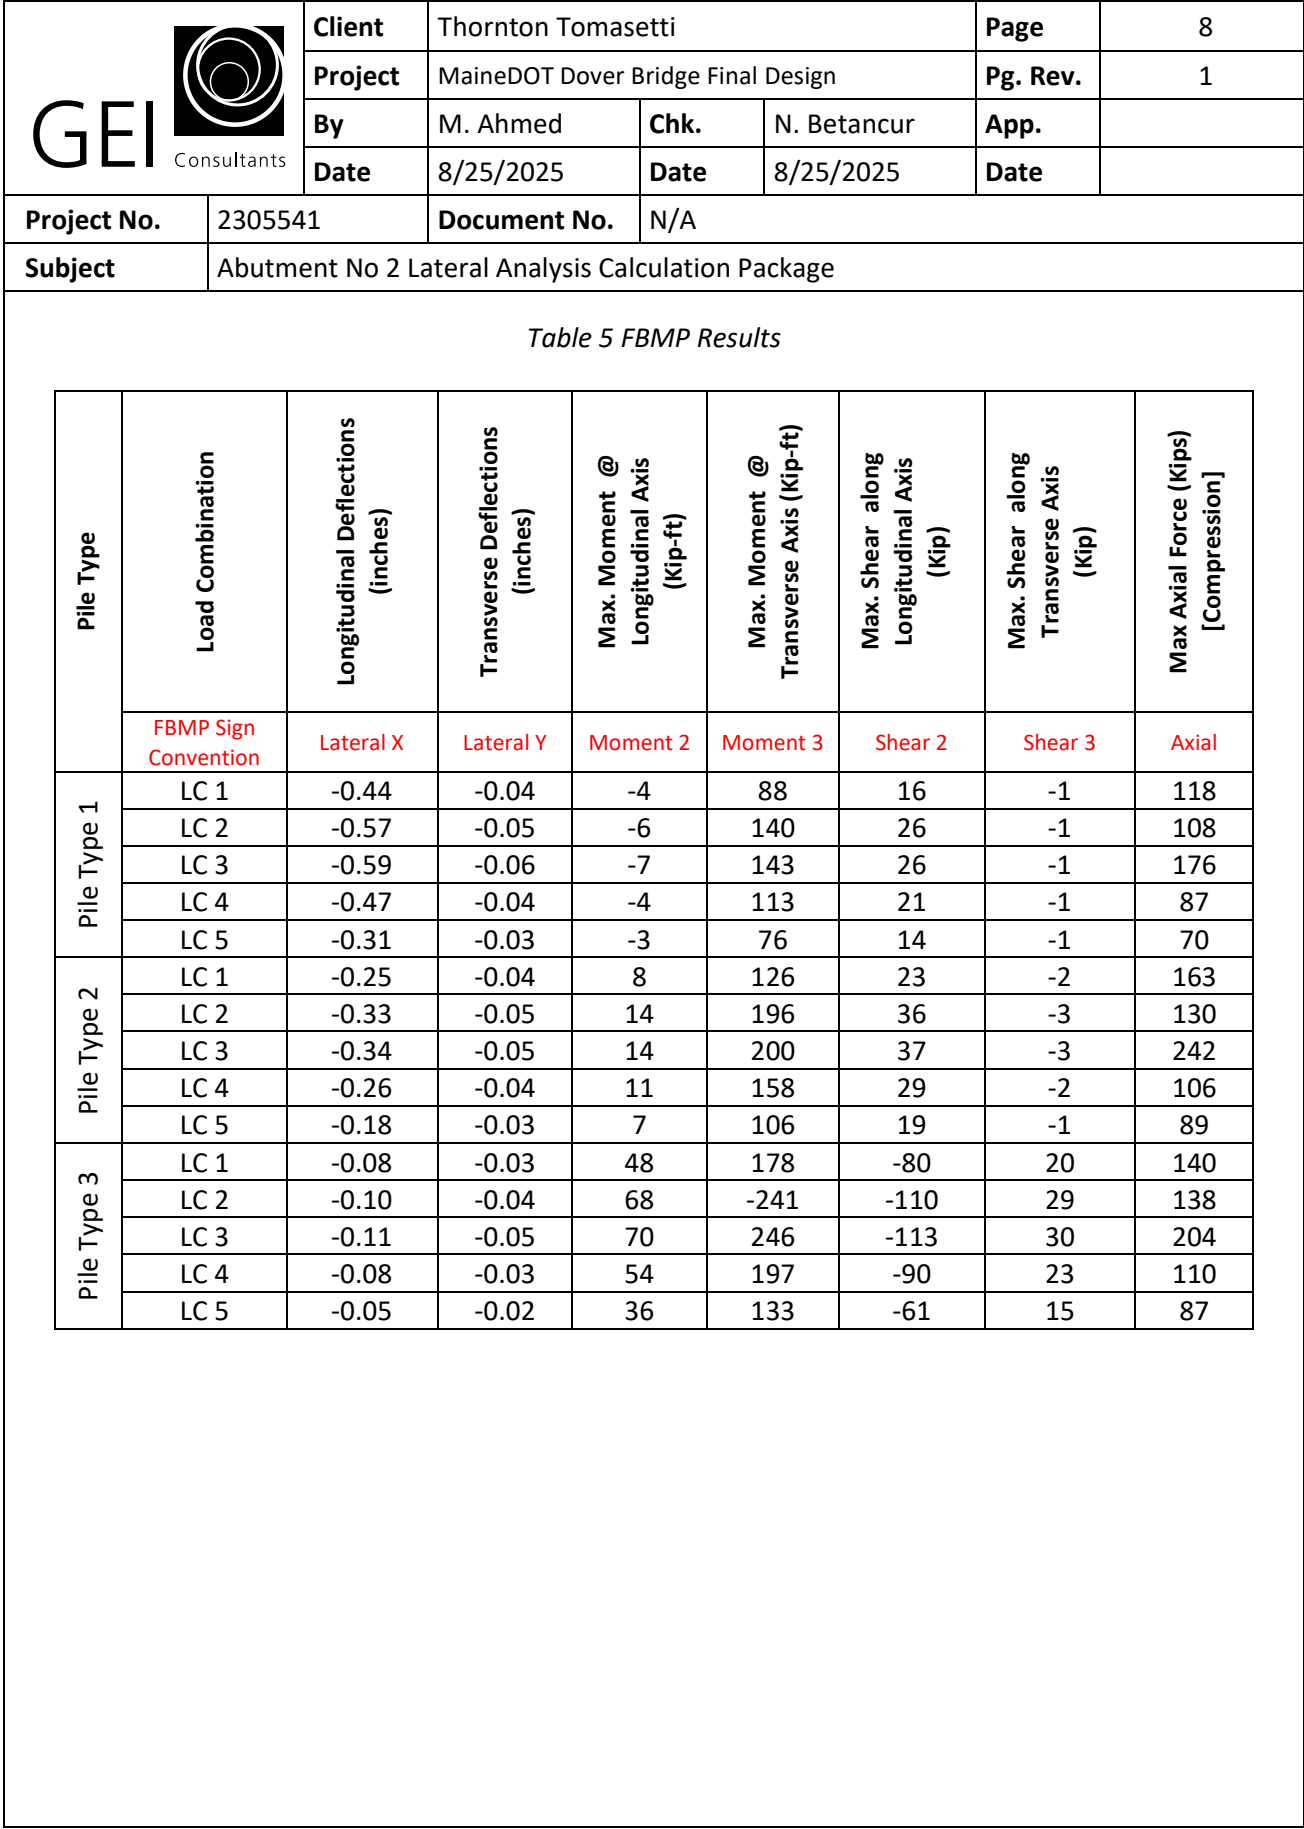 GEI Consultants
Client Thornton Tomasetti Page 8
Project MaineDOT Dover Bridge Final Design Pg. Rev. 1
By M. Ahmed Chk. N. Betancur App.
Date 8/25/2025 Date 8/25/2025 Date
Project No. 2305541 Document No. N/A
Subject Abutment No 2 Lateral Analysis Calculation Package
Table 5 FBMP Results
Pile Type
Load Combination
Longitudinal Deflections
(inches)
Transverse Deflections
(inches)
Max. Moment @
Longitudinal Axis
(Kip-ft)
Max. Moment @
Transverse Axis (Kip-ft)
Max. Shear along
Longitudinal Axis
(Kip)
Max. Shear along
Transverse Axis
(Kip)
Max Axial Force (Kips)
[Compression]
FBMP Sign
Convention
Lateral X Lateral Y Moment 2 Moment 3 Shear 2 Shear 3 Axial
Pile Type 1
LC 1 -0.44 -0.04 -4 88 16 -1 118
LC 2 -0.57 -0.05 -6 140 26 -1 108
LC 3 -0.59 -0.06 -7 143 26 -1 176
LC 4 -0.47 -0.04 -4 113 21 -1 87
LC 5 -0.31 -0.03 -3 76 14 -1 70
Pile Type 2
LC 1 -0.25 -0.04 8 126 23 -2 163
LC 2 -0.33 -0.05 14 196 36 -3 130
LC 3 -0.34 -0.05 14 200 37 -3 242
LC 4 -0.26 -0.04 11 158 29 -2 106
LC 5 -0.18 -0.03 7 106 19 -1 89
Pile Type 3
LC 1 -0.08 -0.03 48 178 -80 20 140
LC 2 -0.10 -0.04 68 -241 -110 29 138
LC 3 -0.11 -0.05 70 246 -113 30 204
LC 4 -0.08 -0.03 54 197 -90 23 110
LC 5 -0.05 -0.02 36 133 -61 15 87